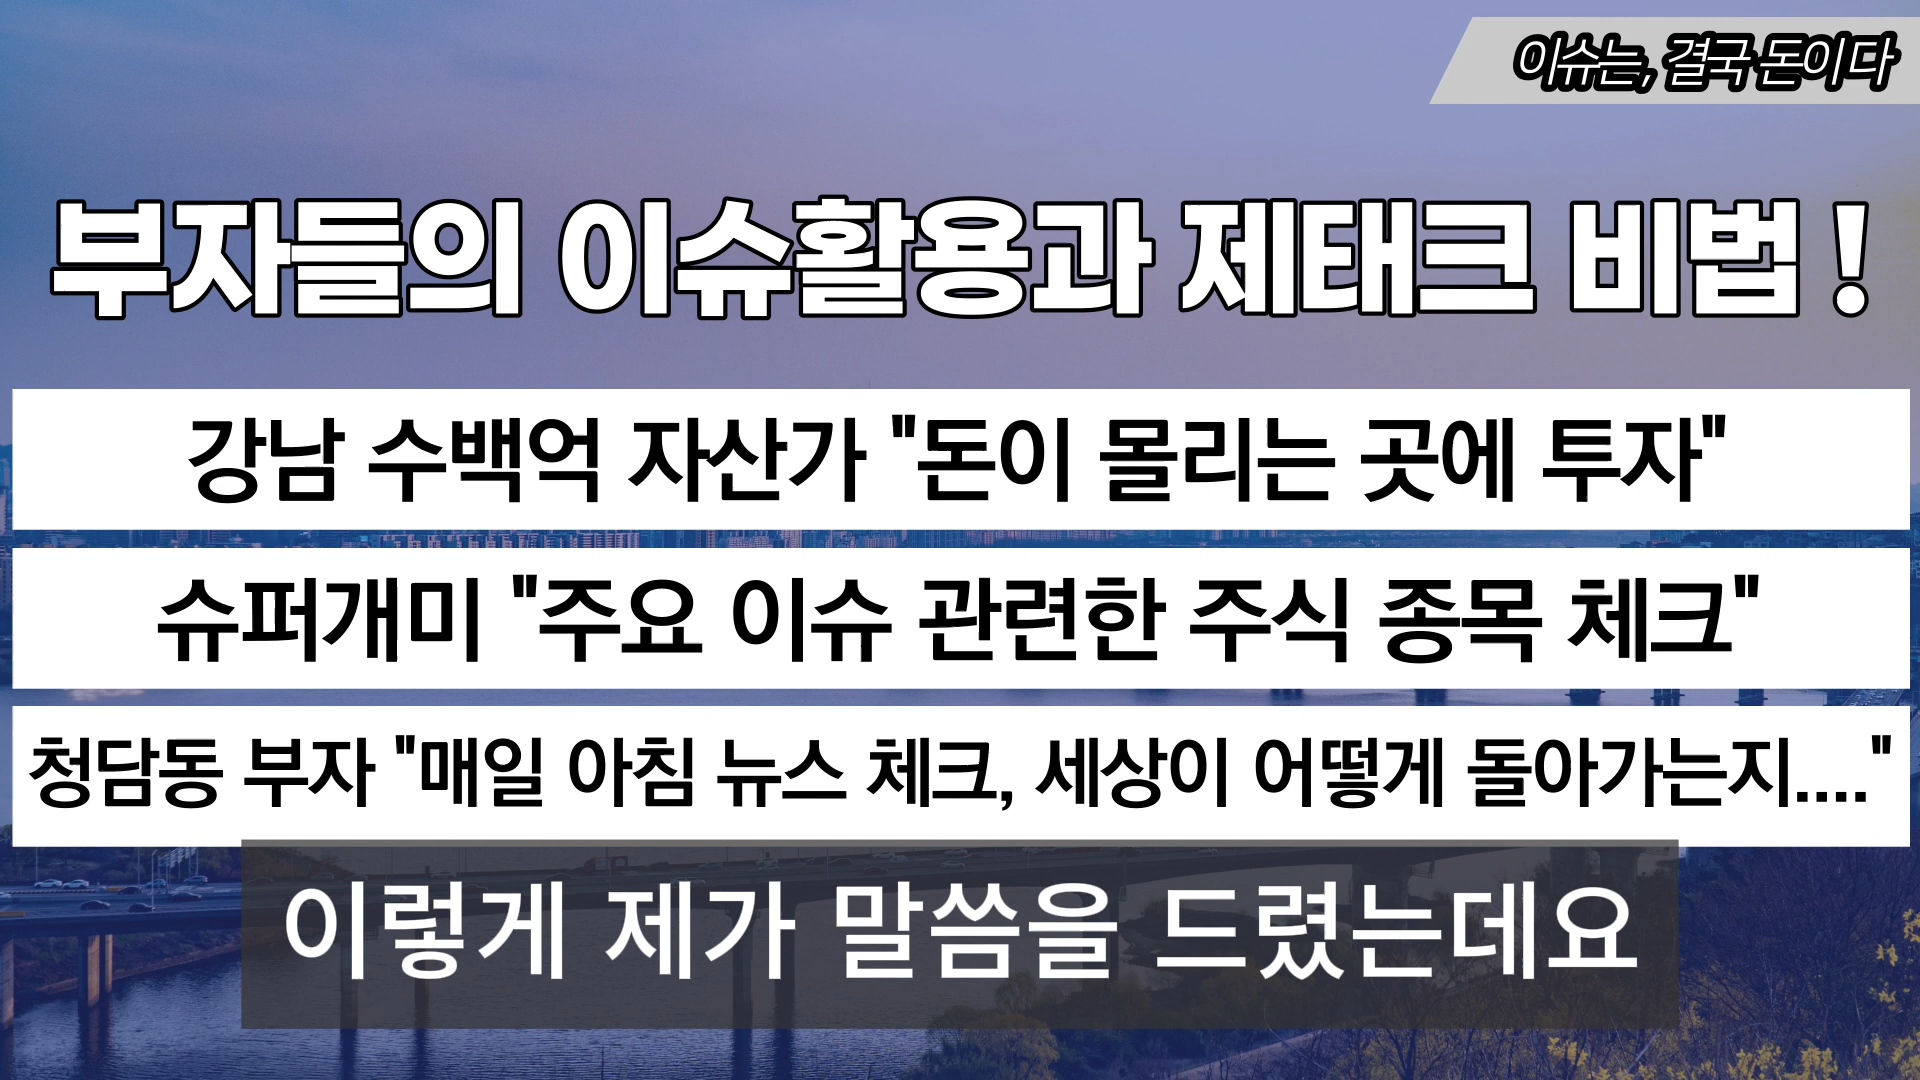 이슈는, 결국 돈이다
부자들의 이슈활용과 제태크 비법 !
강남 수백억 자산가 "돈이 몰리는 곳에 투자"
슈퍼개미 "주요 이슈 관련한 주식 종목 체크"
청담동 부자 "매일 아침 뉴스 체크, 세상이 어떻게 돌아가는지...."
이렇게 제가 말씀을 드렸는데요